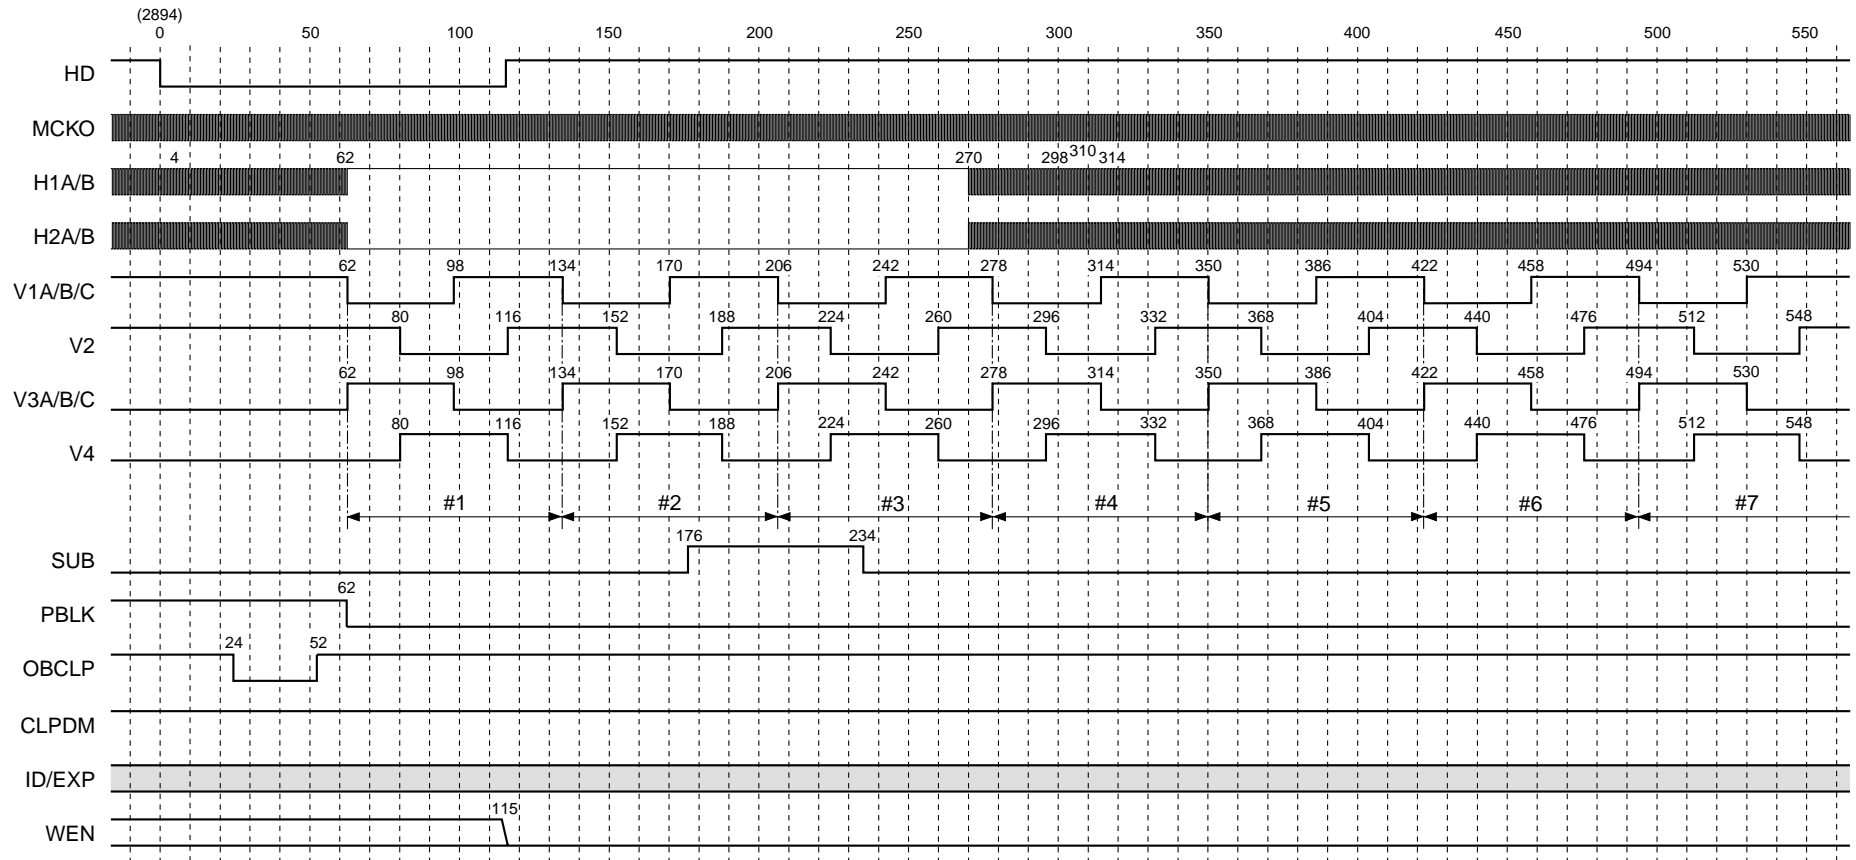 (2894)
0 50 100 150 200 250 300 350 400 450 500 550
HD
MCKO
4 62 270 298 310 314
H1A/B
H2A/B
62 98 134 170 206 242 278 314 350 386 422 458 494 530
V1A/B/C
80 116 152 188 224 260 296 332 368 404 440 476 512 548
V2
62 98 134 170 206 242 278 314 350 386 422 458 494 530
V3A/B/C
80 116 152 188 224 260 296 332 368 404 440 476 512 548
V4
#1 #2 #3 #4 #5 #6 #7
176 234
SUB
62
PBLK
24 52
OBCLP
CLPDM
ID/EXP
115
WEN